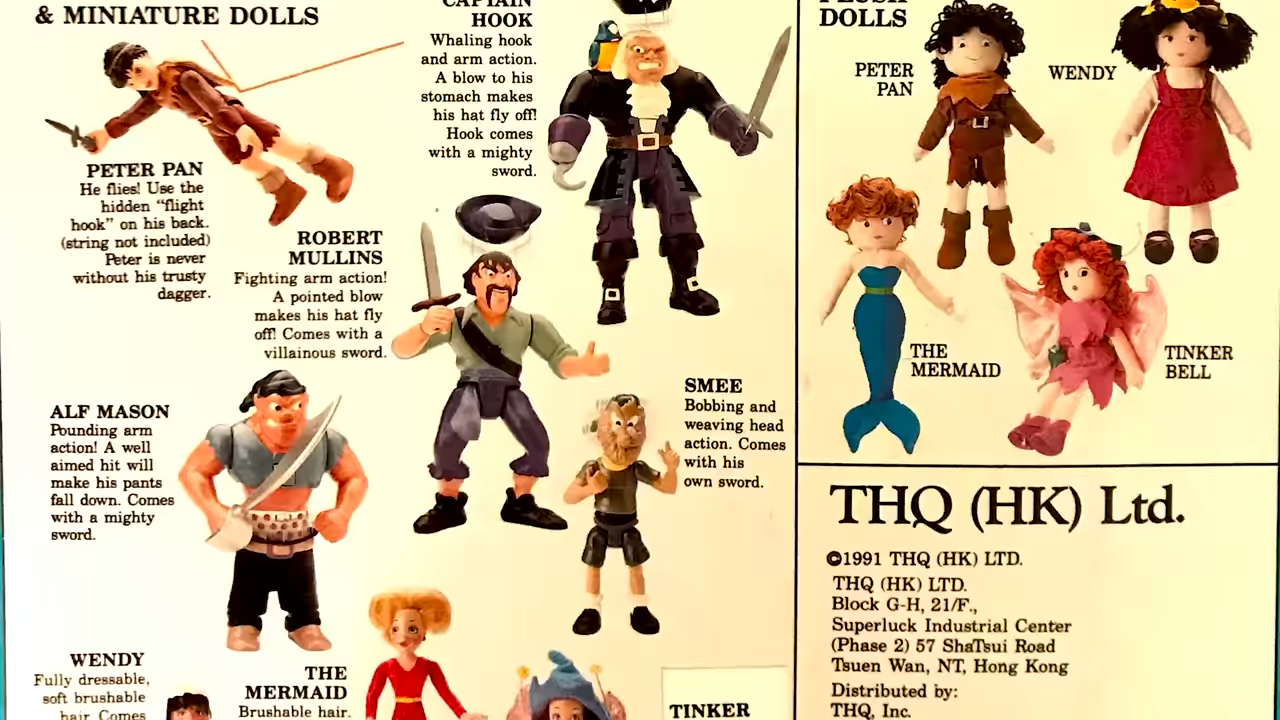 & MINIATURE DOLLS
PETER PAN
He flies! Use the
hidden "flight
hook" on his back.
(string not included)
Peter is never
without his trusty
dagger.
CAPTAIN
HOOK
Whaling hook
and arm action.
A blow to his
stomach makes
his hat fly off!
Hook comes
with a mighty
sword.
ROBERT
MULLINS
Fighting arm action!
A pointed blow
makes his hat fly
off! Comes with a
villainous sword.
ALF MASON
Pounding arm
action! A well
aimed hit will
make his pants
fall down. Comes
with a mighty
sword.
SMEE
Bobbing and
weaving head
action. Comes
with his
own sword.
WENDY
Fully dressable,
soft brushable
hair. Comes
THE
MERMAID
Brushable hair.
TINKER
PLUSH
DOLLS
PETER
PAN
WENDY
THE
MERMAID
TINKER
BELL
THQ (HK) Ltd.
©1991 THQ (HK) LTD.
THQ (HK) LTD.
Block G-H, 21/F.,
Superluck Industrial Center
(Phase 2) 57 ShaTsui Road
Tsuen Wan, NT, Hong Kong
Distributed by:
THQ, Inc.